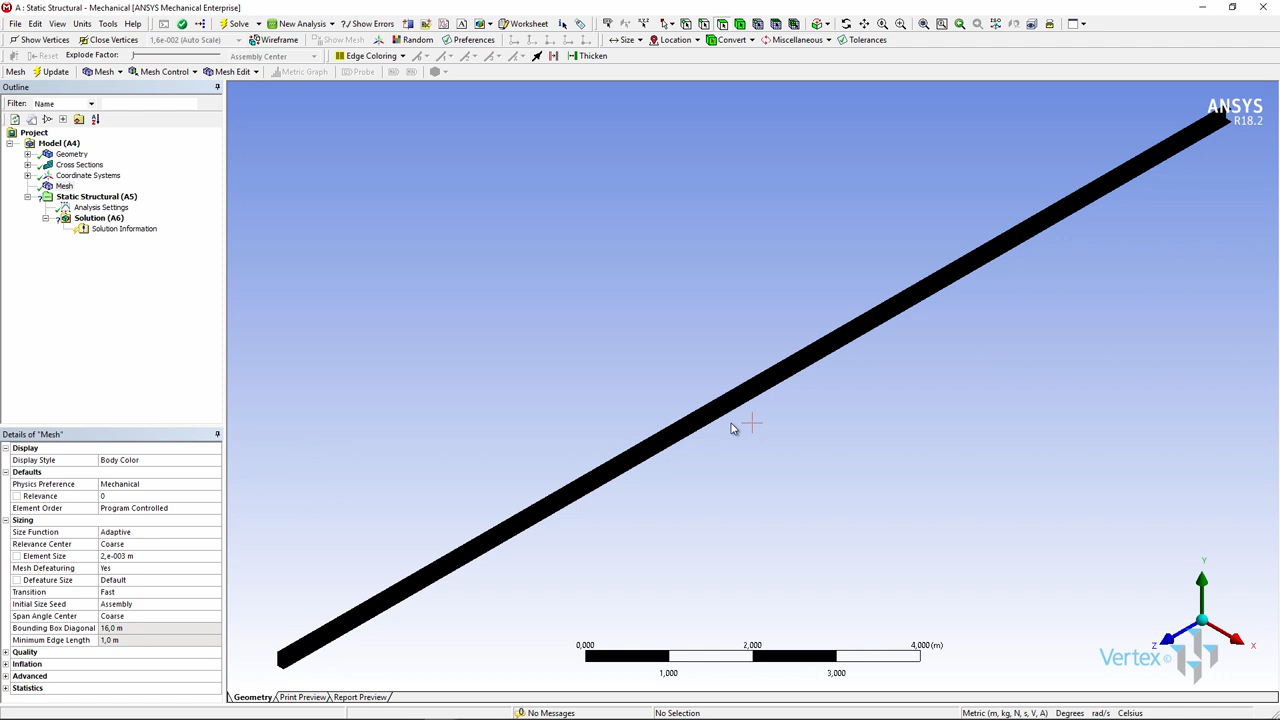 A : Static Structural - Mechanical [ANSYS Mechanical Enterprise]
File Edit View Units Tools Help Solve New Analysis Show Errors Worksheet
Show Vertices Close Vertices 1,6e-002 (Auto Scale) Wireframe Show Mesh Random Preferences Size Location Convert Miscellaneous Tolerances
Reset Explode Factor: Assembly Center Edge Coloring Thicken
Mesh Update Mesh Mesh Control Mesh Edit Metric Graph Probe
Outline
Filter: Name
Project
Model (A4)
Geometry
Cross Sections
Coordinate Systems
Mesh
Static Structural (A5)
Analysis Settings
Solution (A6)
Solution Information
Details of "Mesh"
Display
Display Style Body Color
Defaults
Physics Preference Mechanical
Relevance 0
Element Order Program Controlled
Sizing
Size Function Adaptive
Relevance Center Coarse
Element Size 2,e-003 m
Mesh Defeaturing Yes
Defeature Size Default
Transition Fast
Initial Size Seed Assembly
Span Angle Center Coarse
Bounding Box Diagonal 16,0 m
Minimum Edge Length 1,0 m
Quality
Inflation
Advanced
Statistics
ANSYS
R18.2
0,000 2,000 4,000 (m)
1,000 3,000
Y
Z X
Vertex ©
Geometry Print Preview Report Preview
No Messages No Selection Metric (m, kg, N, s, V, A) Degrees rad/s Celsius